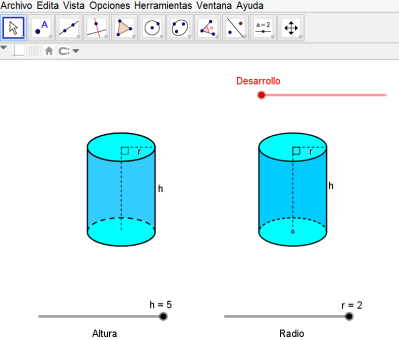 Archivo Edita Vista Opciones Herramientas Ventana Ayuda
A
a=2
Desarrollo
r
r
h
h
h = 5
r = 2
Altura
Radio